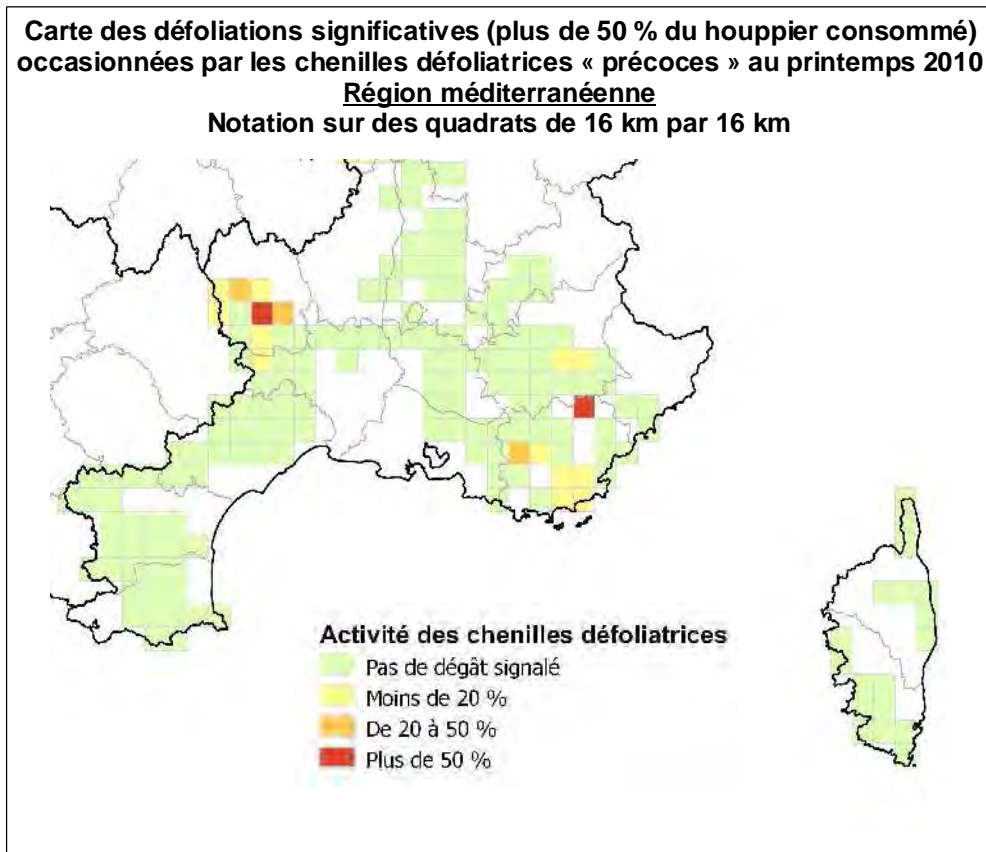 Carte des défoliations significatives (plus de 50 % du houppier consommé)
occasionnées par les chenilles défoliatrices « précoces » au printemps 2010
Région méditerranéenne
Notation sur des quadrats de 16 km par 16 km
Activité des chenilles défoliatrices
Pas de dégât signalé
Moins de 20 %
De 20 à 50 %
Plus de 50 %